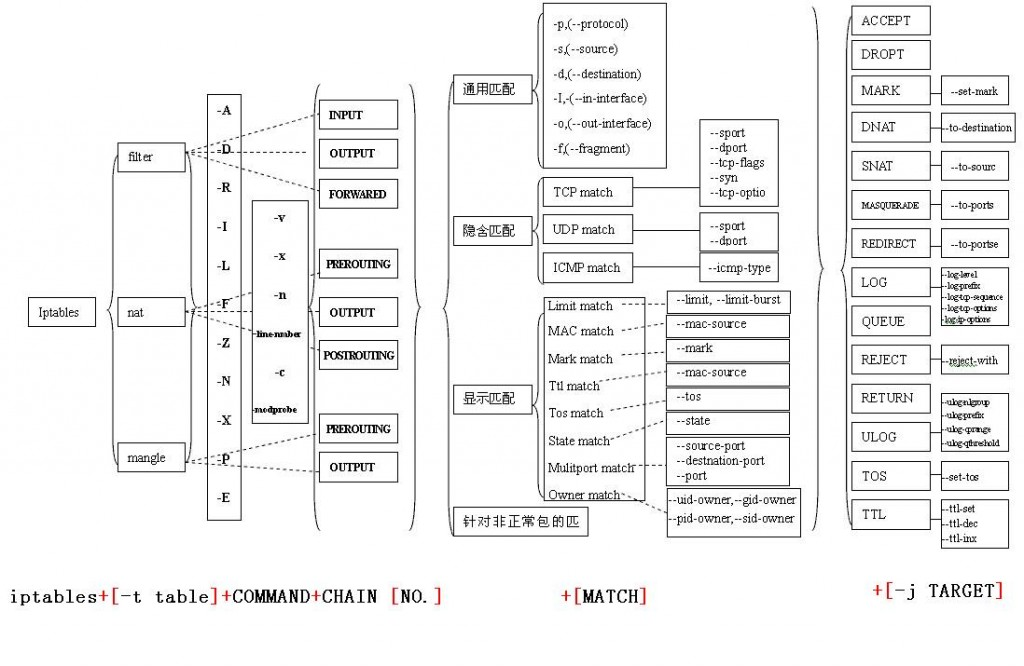 Iptables
filter
nat
mangle
-A
-D
-R
-I
-L
-F
-Z
-N
-X
-P
-E
-v
-x
-n
-line-nmber
-c
-modprobe
INPUT
OUTPUT
FORWARED
PREROUTING
OUTPUT
POSTROUTING
PREROUTING
OUTPUT
通用匹配
-p,(--protocol)
-s,(--source)
-d,(--destination)
-I,-(--in-interface)
-o,(--out-interface)
-f,(--fragment)
隐含匹配
TCP match
--sport
--dport
--tcp-flags
--syn
--tcp-optio
UDP match
--sport
--dport
ICMP match
--icmp-type
显示匹配
Limit match
--limit, --limit-burst
MAC match
--mac-source
Mark match
--mark
Ttl match
--mac-source
Tos match
--tos
State match
--state
Mulitport match
--source-port
--destnation-port
--port
Owner match
--uid-owner,--gid-owner
--pid-owner,--sid-owner
针对非正常包的匹
ACCEPT
DROPT
MARK
--set-mark
DNAT
--to-destination
SNAT
--to-sourc
MASQUERADE
--to-ports
REDIRECT
--to-portse
LOG
--log-level
--log-prefix
--log-tcp-sequence
--log-tcp-options
--log-ip-options
QUEUE
REJECT
--reject-with
RETURN
ULOG
--ulog-nlgroup
--ulog-prefix
--ulog-cprange
--ulog-qthreshold
TOS
--set-tos
TTL
--ttl-set
--ttl-dec
--ttl-inx
iptables+[-t table]+COMMAND+CHAIN [NO.]
+[MATCH]
+[-j TARGET]